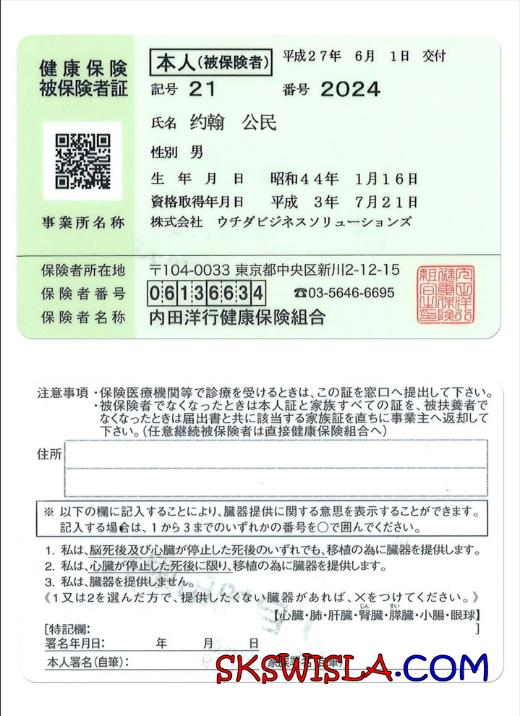 健康保険
被保険者証
本人(被保険者) 平成27年 6月 1日 交付
記号 21 番号 2024
氏名 约翰 公民
性別 男
生年月日 昭和44年 1月16日
資格取得年月日 平成 3年 7月21日
事業所名称 株式会社 ウチダビジネスソリューションズ
保険者所在地 〒104-0033 東京都中央区新川2-12-15
保険者番号 06136634 ☎03-5646-6695
保険者名称 内田洋行健康保険組合
注意事項 ・保険医療機関等で診療を受けるときは、この証を窓口へ提出して下さい。
・被保険者でなくなったときは本人証と家族すべての証を、被扶養者で
なくなったときは届出書と共に該当する家族証を直ちに事業主へ返却して
下さい。(任意継続被保険者は直接健康保険組合へ)
住所
※ 以下の欄に記入することにより、臓器提供に関する意思を表示することができます。
記入する場合は、1から3までのいずれかの番号を○で囲んでください。
1. 私は、脳死後及び心臓が停止した死後のいずれでも、移植の為に臓器を提供します。
2. 私は、心臓が停止した死後に限り、移植の為に臓器を提供します。
3. 私は、臓器を提供しません。
《1又は2を選んだ方で、提供したくない臓器があれば、×をつけてください。》
【心臓・肺・肝臓・腎臓・膵臓・小腸・眼球】
[特記欄: ]
署名年月日: 年 月 日
本人署名(自筆): 家族署名(自筆)
SKSWISLA.COM